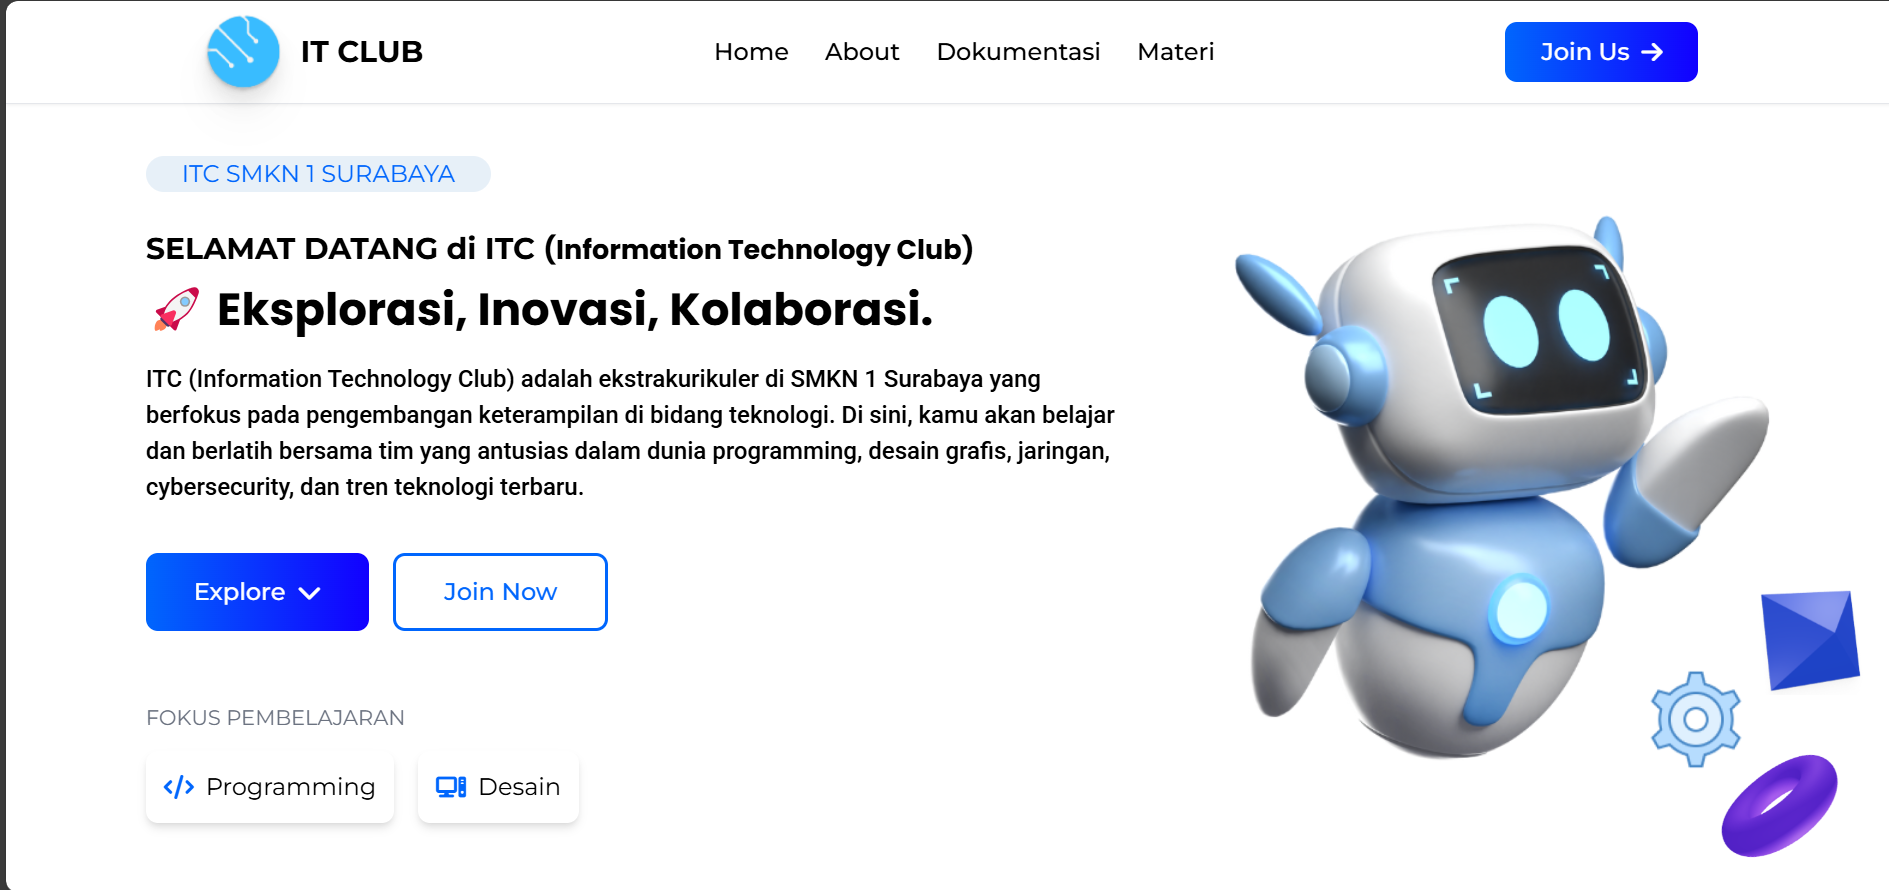 IT CLUB
Home
About
Dokumentasi
Materi
Join Us
ITC SMKN 1 SURABAYA
SELAMAT DATANG di ITC (Information Technology Club)
🚀 Eksplorasi, Inovasi, Kolaborasi.
ITC (Information Technology Club) adalah ekstrakurikuler di SMKN 1 Surabaya yang
berfokus pada pengembangan keterampilan di bidang teknologi. Di sini, kamu akan belajar
dan berlatih bersama tim yang antusias dalam dunia programming, desain grafis, jaringan,
cybersecurity, dan tren teknologi terbaru.
Explore
Join Now
FOKUS PEMBELAJARAN
Programming
Desain